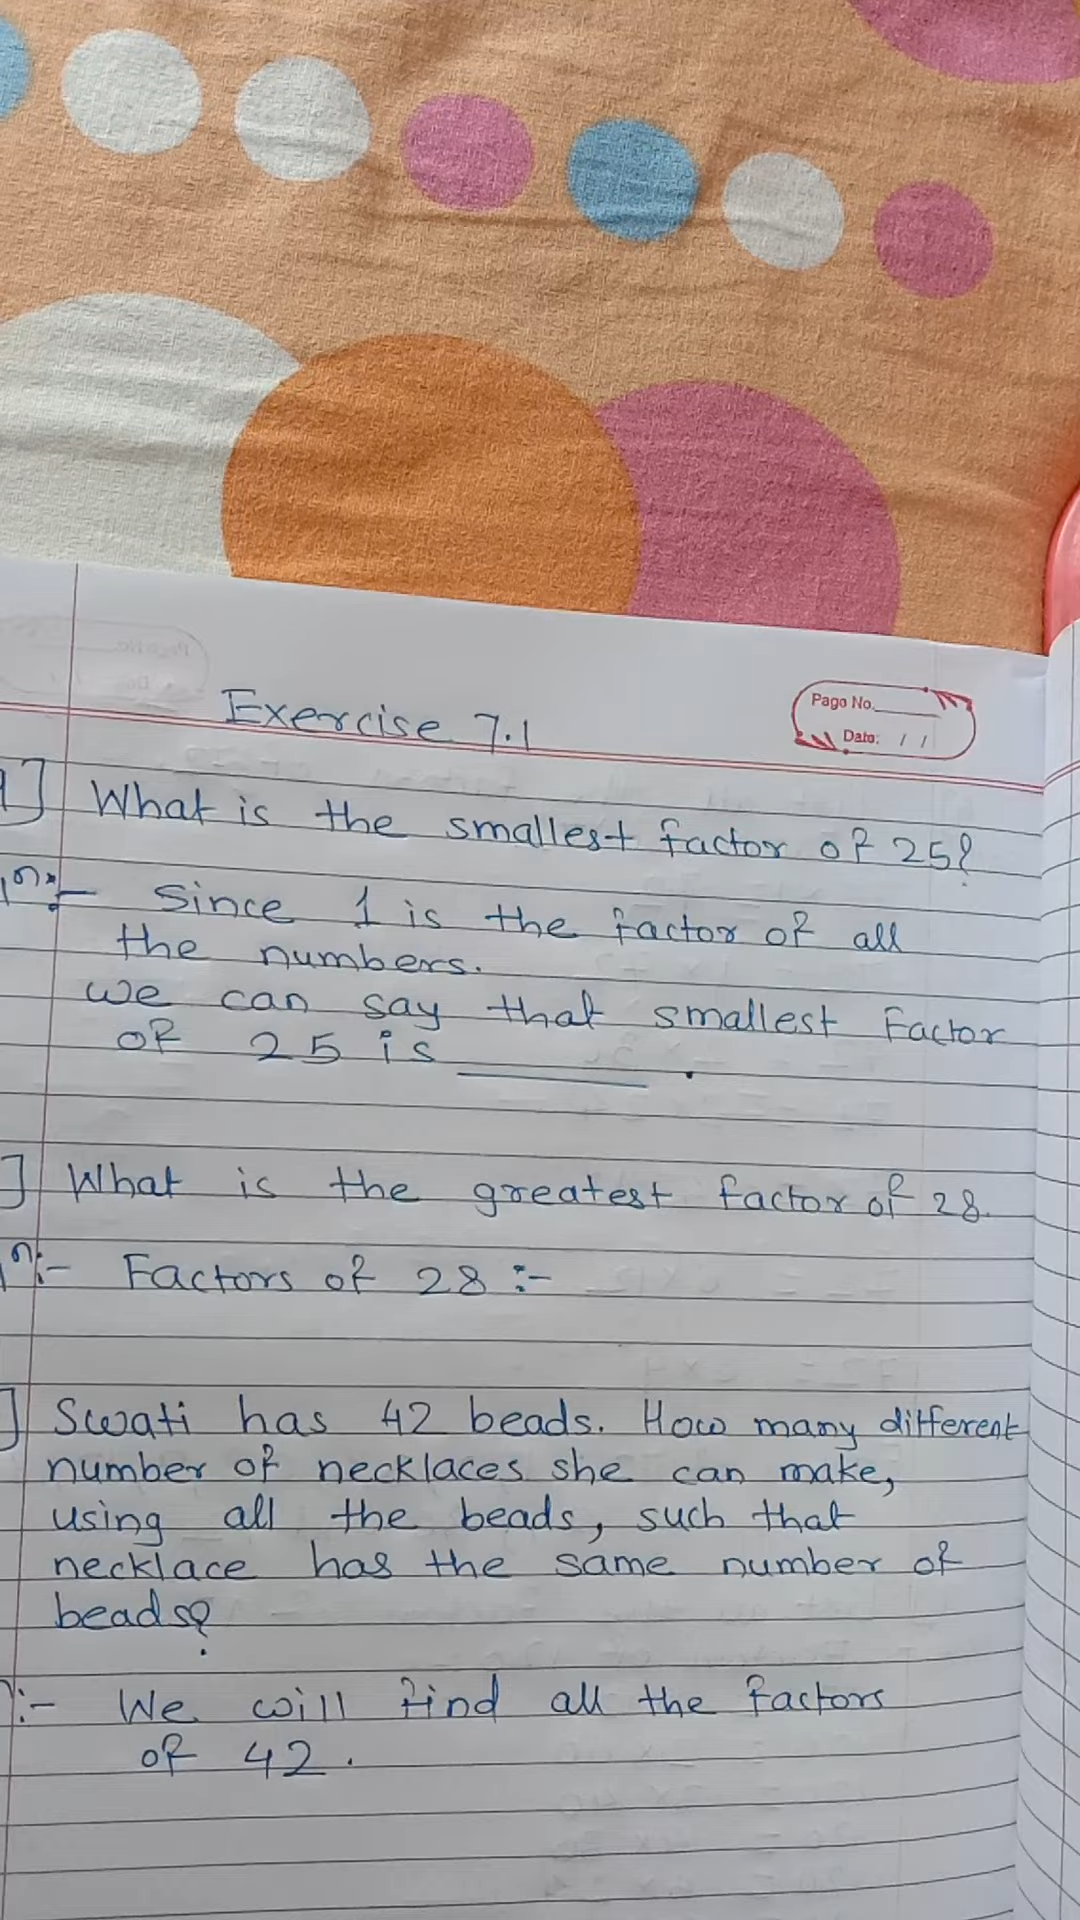 Exercise 7.1
Page No.
Date: / /
1] What is the smallest factor of 25?
n:- Since 1 is the factor of all
the numbers.
we can say that smallest Factor
of 25 is ______ .
] What is the greatest factor of 28.
n:- Factors of 28 :-
] Swati has 42 beads. How many different
number of necklaces she can make,
using all the beads, such that
necklace has the same number of
beads?
:- We will find all the factors
of 42.